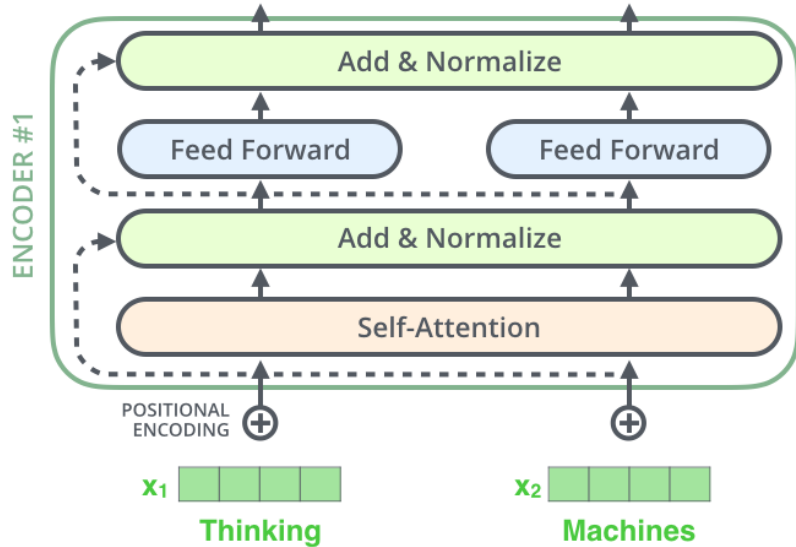 ENCODER #1
Add & Normalize
Feed Forward
Feed Forward
Add & Normalize
Self-Attention
POSITIONAL
ENCODING
x₁
x₂
Thinking
Machines